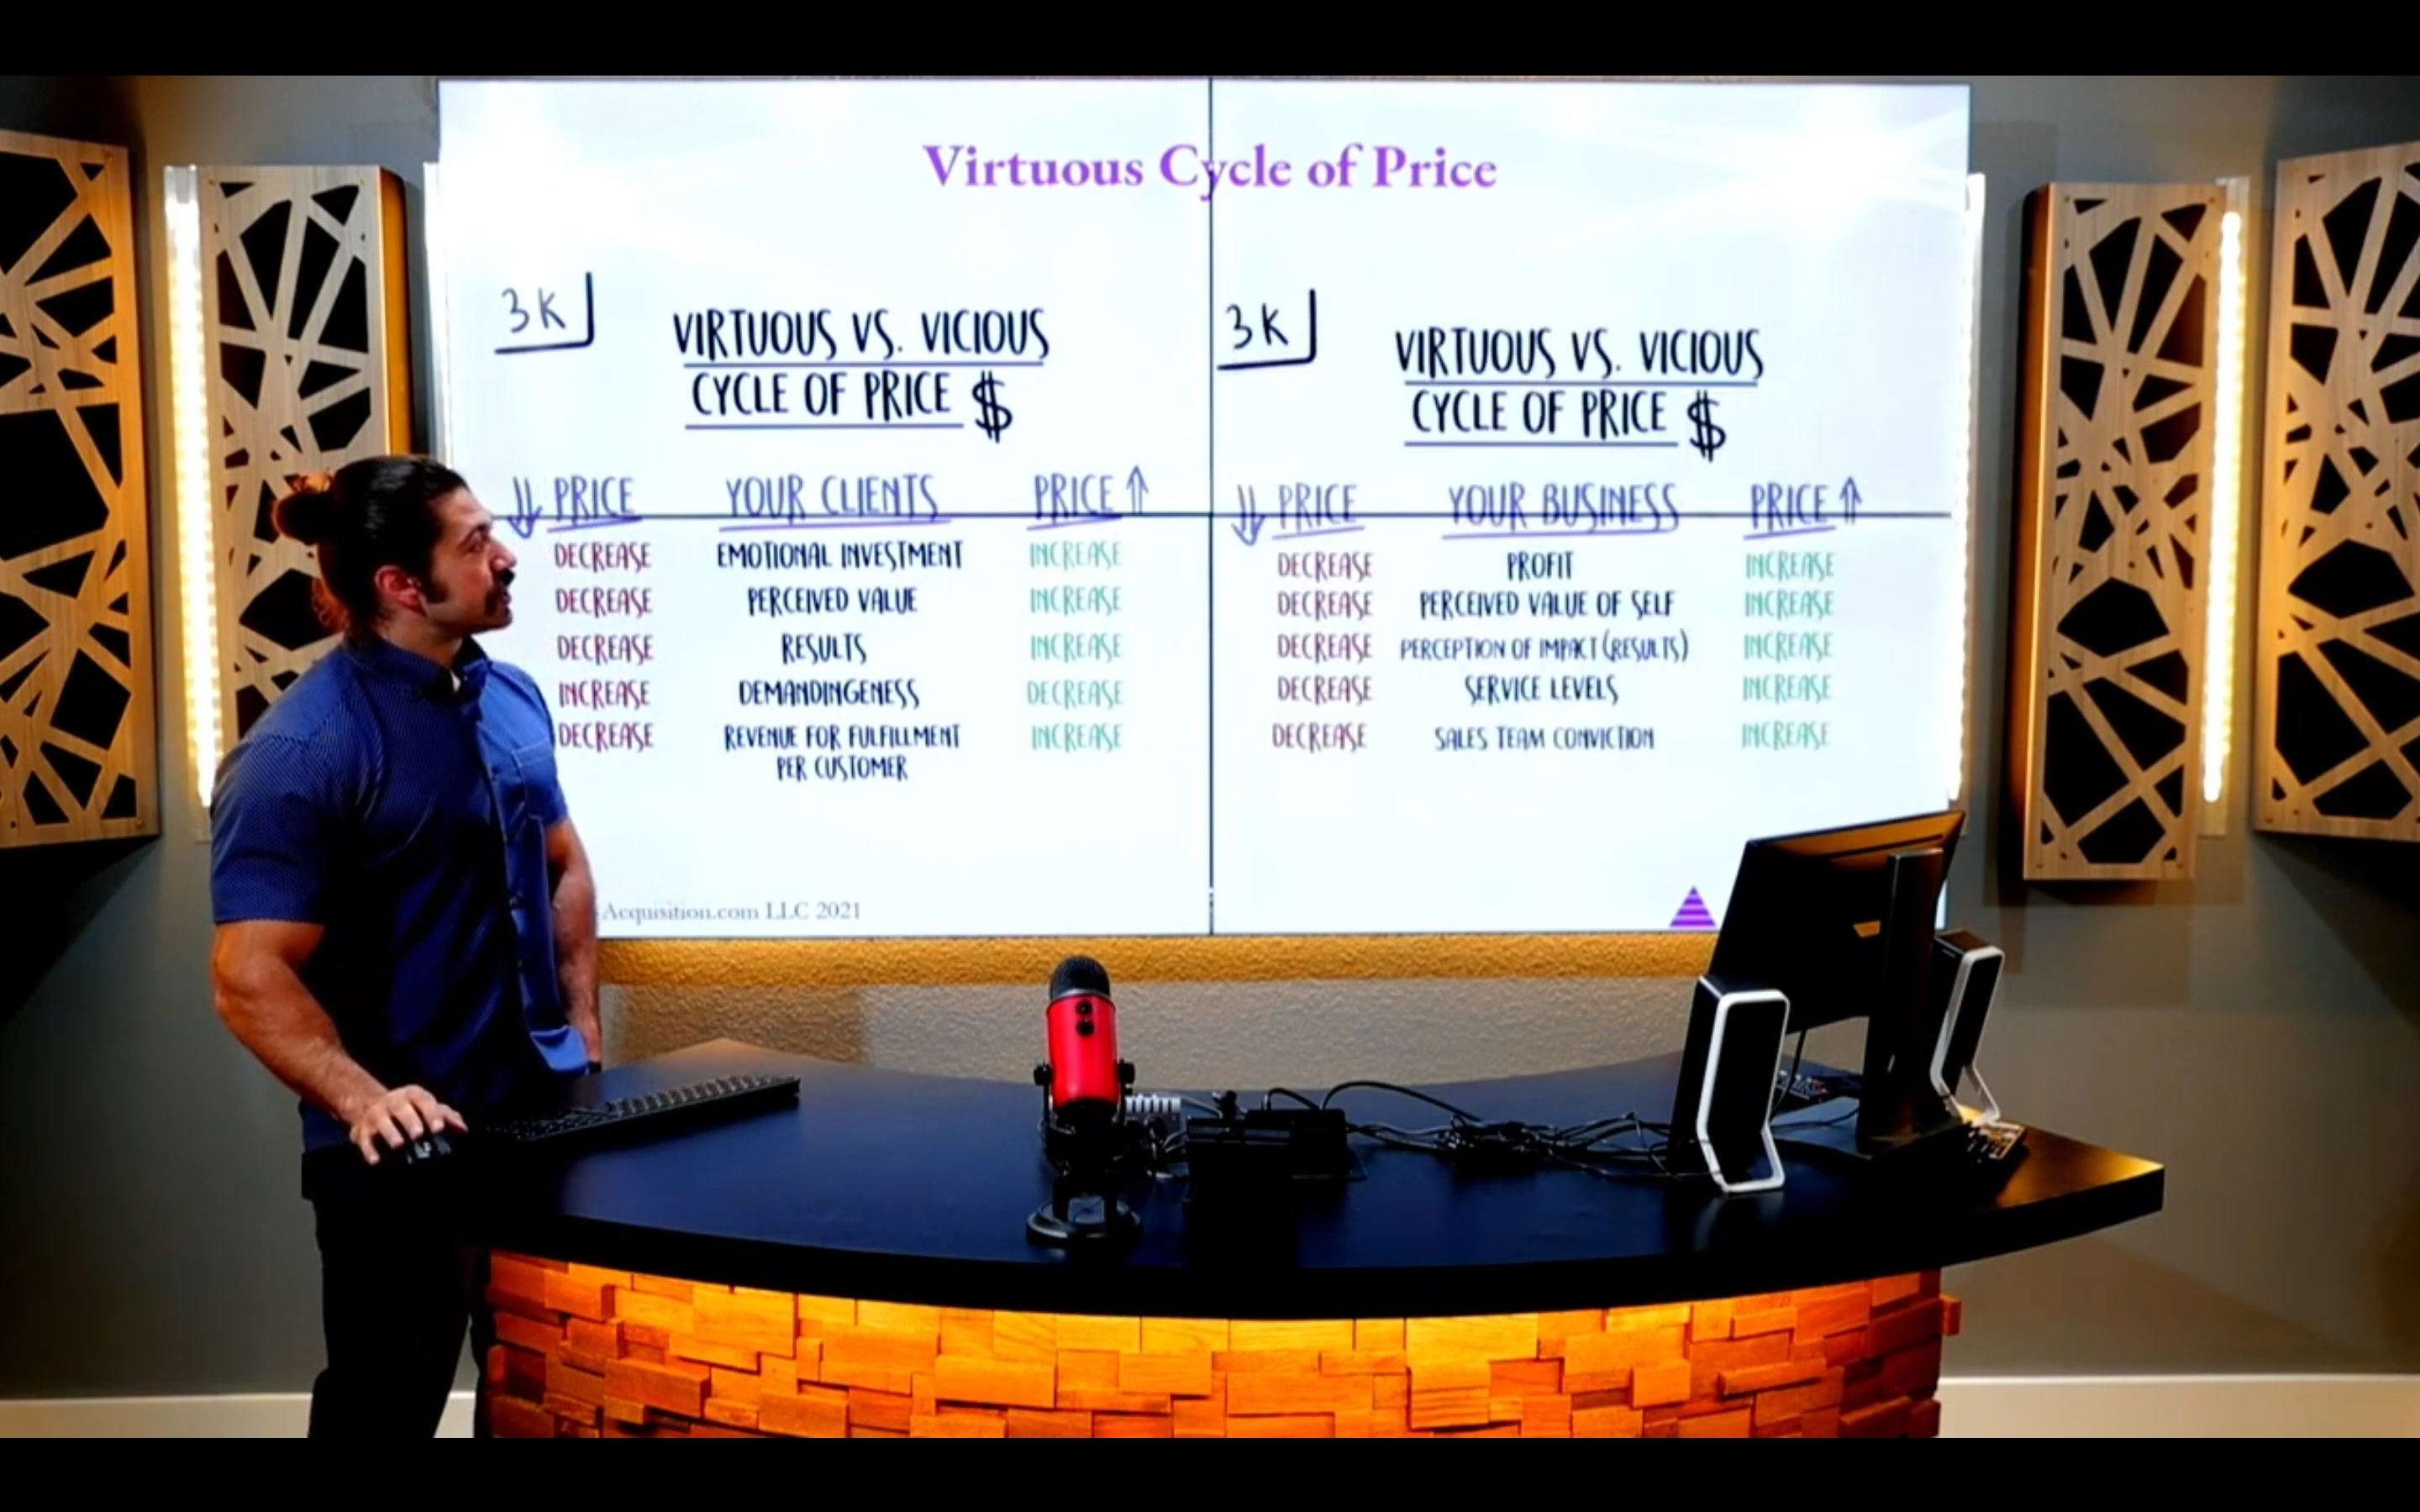 Virtuous Cycle of Price
3K
VIRTUOUS VS. VICIOUS
CYCLE OF PRICE $
↓↓ PRICE YOUR CLIENTS PRICE ⇑
DECREASE EMOTIONAL INVESTMENT INCREASE
DECREASE PERCEIVED VALUE INCREASE
DECREASE RESULTS INCREASE
INCREASE DEMANDINGENESS DECREASE
DECREASE REVENUE FOR FULFILLMENT INCREASE
PER CUSTOMER
3K
VIRTUOUS VS. VICIOUS
CYCLE OF PRICE $
↓↓ PRICE YOUR BUSINESS PRICE ⇑
DECREASE PROFIT INCREASE
DECREASE PERCEIVED VALUE OF SELF INCREASE
DECREASE PERCEPTION OF IMPACT (RESULTS) INCREASE
DECREASE SERVICE LEVELS INCREASE
DECREASE SALES TEAM CONVICTION INCREASE
Acquisition.com LLC 2021